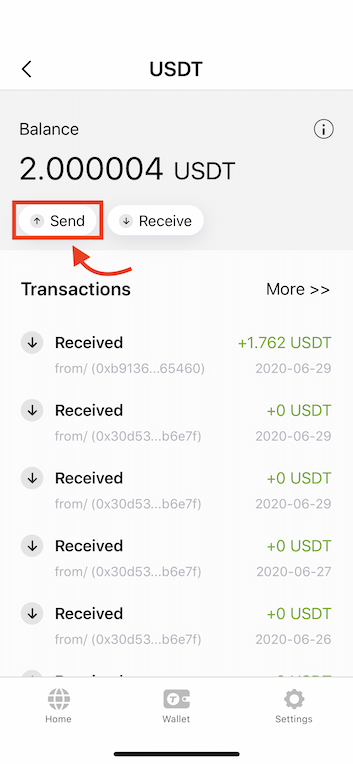 USDT
Balance
2.000004 USDT
Send
Receive
Transactions More >>
Received +1.762 USDT
from/ (0xb9136...65460) 2020-06-29
Received +0 USDT
from/ (0x30d53...b6e7f) 2020-06-29
Received +0 USDT
from/ (0x30d53...b6e7f) 2020-06-29
Received +0 USDT
from/ (0x30d53...b6e7f) 2020-06-27
Received +0 USDT
from/ (0x30d53...b6e7f) 2020-06-26
Home Wallet Settings